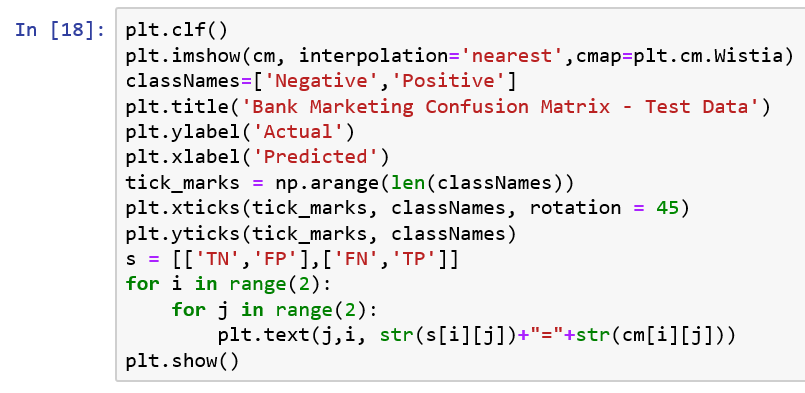 In [18]: plt.clf()
plt.imshow(cm, interpolation='nearest',cmap=plt.cm.Wistia)
classNames=['Negative','Positive']
plt.title('Bank Marketing Confusion Matrix - Test Data')
plt.ylabel('Actual')
plt.xlabel('Predicted')
tick_marks = np.arange(len(classNames))
plt.xticks(tick_marks, classNames, rotation = 45)
plt.yticks(tick_marks, classNames)
s = [['TN','FP'],['FN','TP']]
for i in range(2):
    for j in range(2):
        plt.text(j,i, str(s[i][j])+"="+str(cm[i][j]))
plt.show()